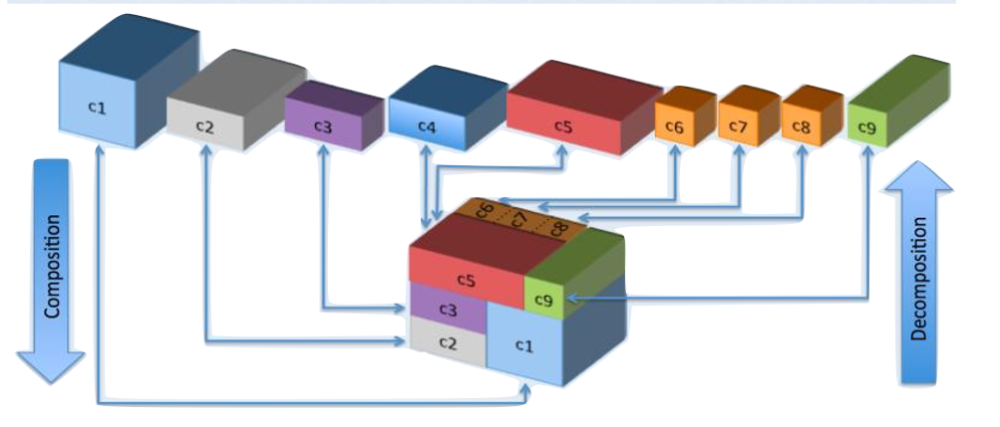 c1
c2
c3
c4
c5
c6
c7
c8
c9
Composition
Decomposition
c6
c7
c8
c5
c9
c3
c2
c1